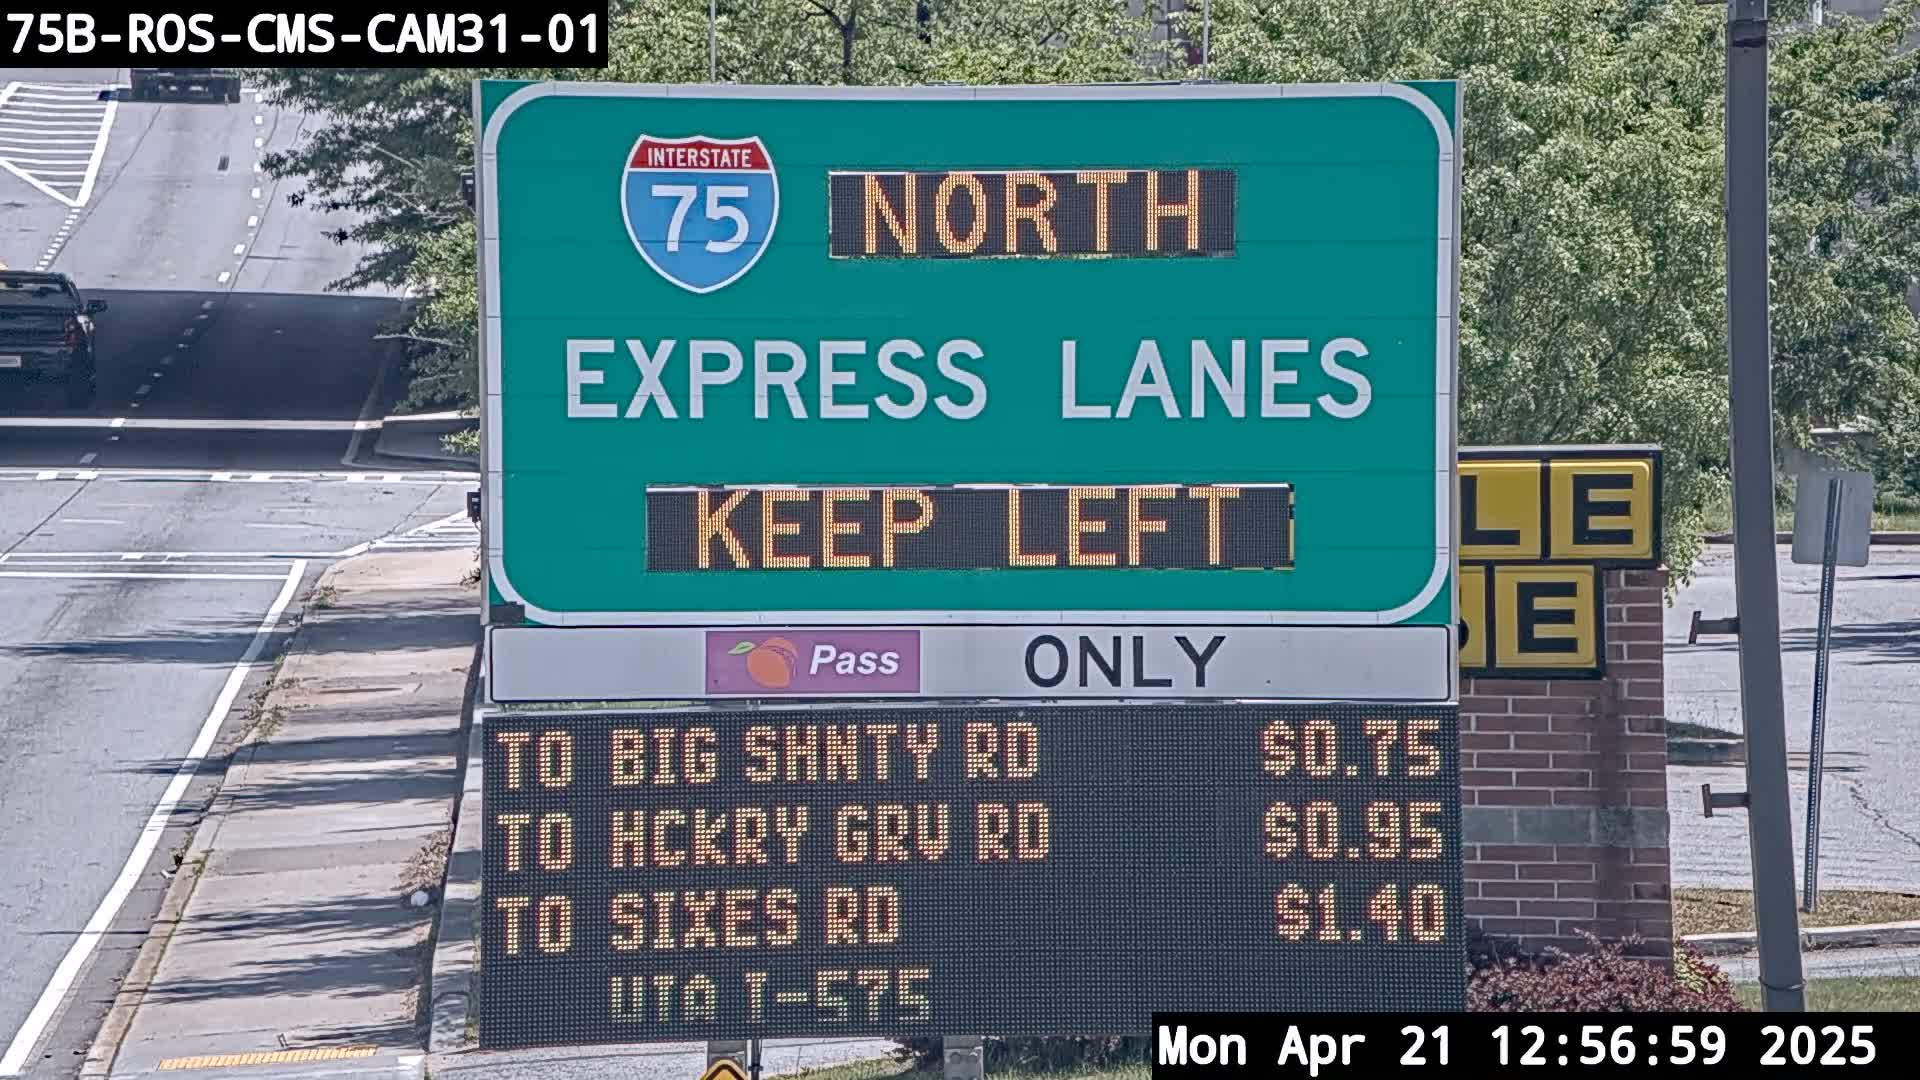 75B-ROS-CMS-CAM31-01
INTERSTATE
75
NORTH
EXPRESS LANES
KEEP LEFT
Pass ONLY
TO BIG SHNTY RD $0.75
TO HCKRY GRV RD $0.95
TO SIXES RD $1.40
VIA I-575
LE
E
Mon Apr 21 12:56:59 2025